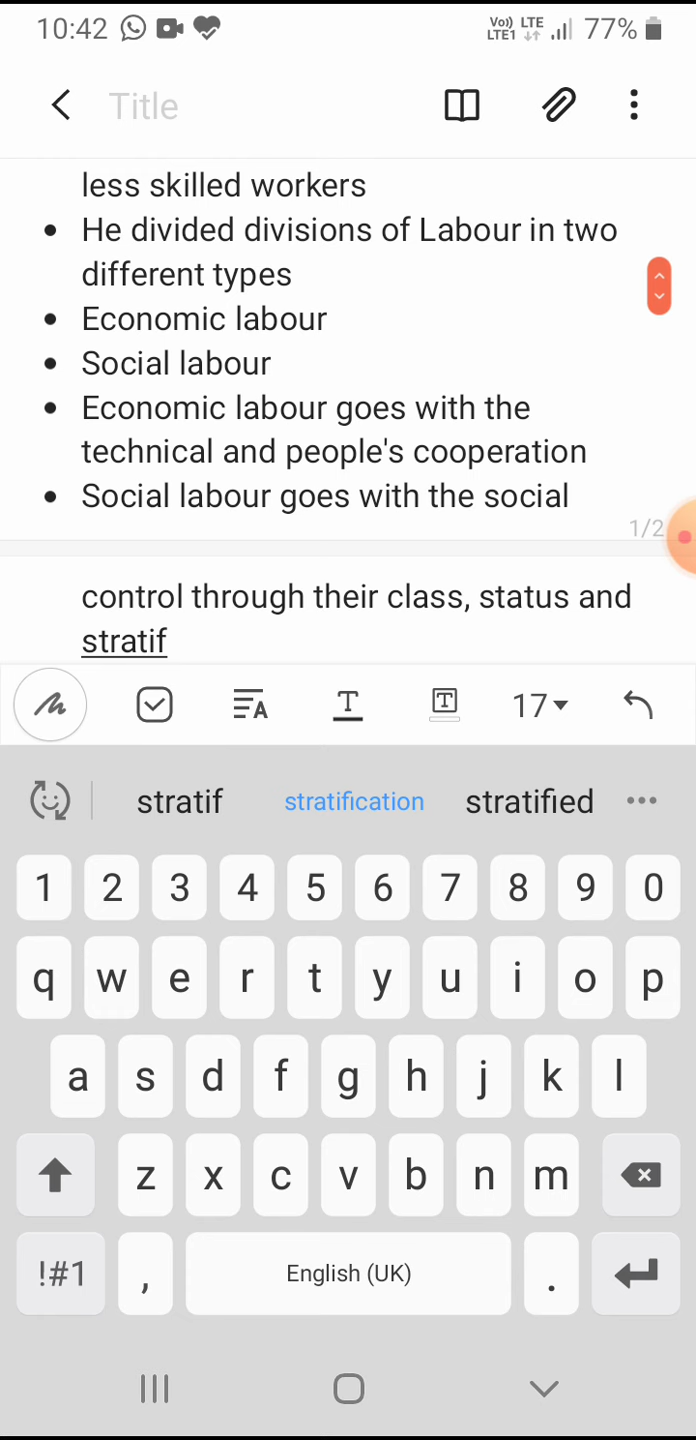 10:42 Vo)) LTE LTE1 77%
Title
less skilled workers
• He divided divisions of Labour in two
different types
• Economic labour
• Social labour
• Economic labour goes with the
technical and people's cooperation
• Social labour goes with the social
1/2
control through their class, status and
stratif
17
stratif stratification stratified
1 2 3 4 5 6 7 8 9 0
q w e r t y u i o p
a s d f g h j k l
z x c v b n m
!#1 , English (UK) .